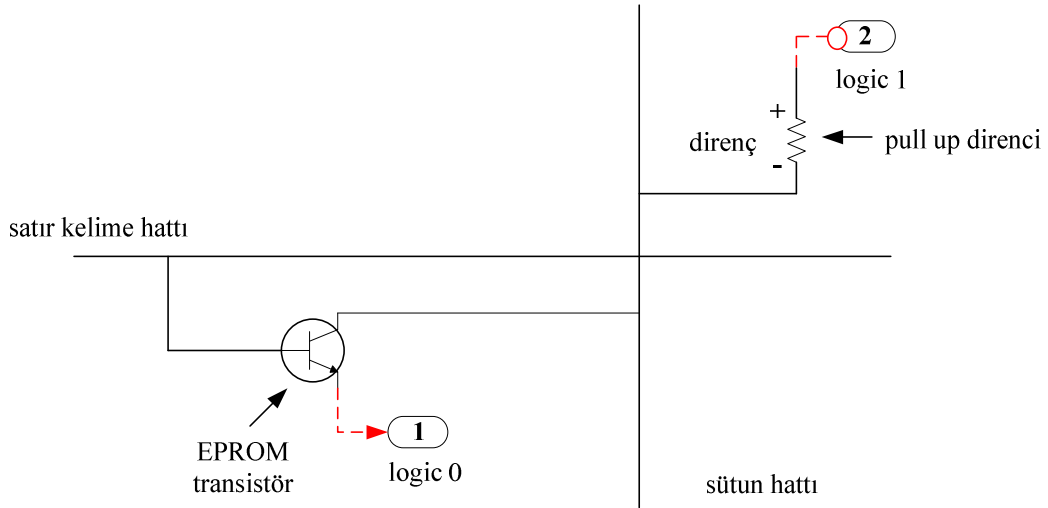 2
logic 1
+
direnç
pull up direnci
-
satır kelime hattı
EPROM
transistör
1
logic 0
sütun hattı